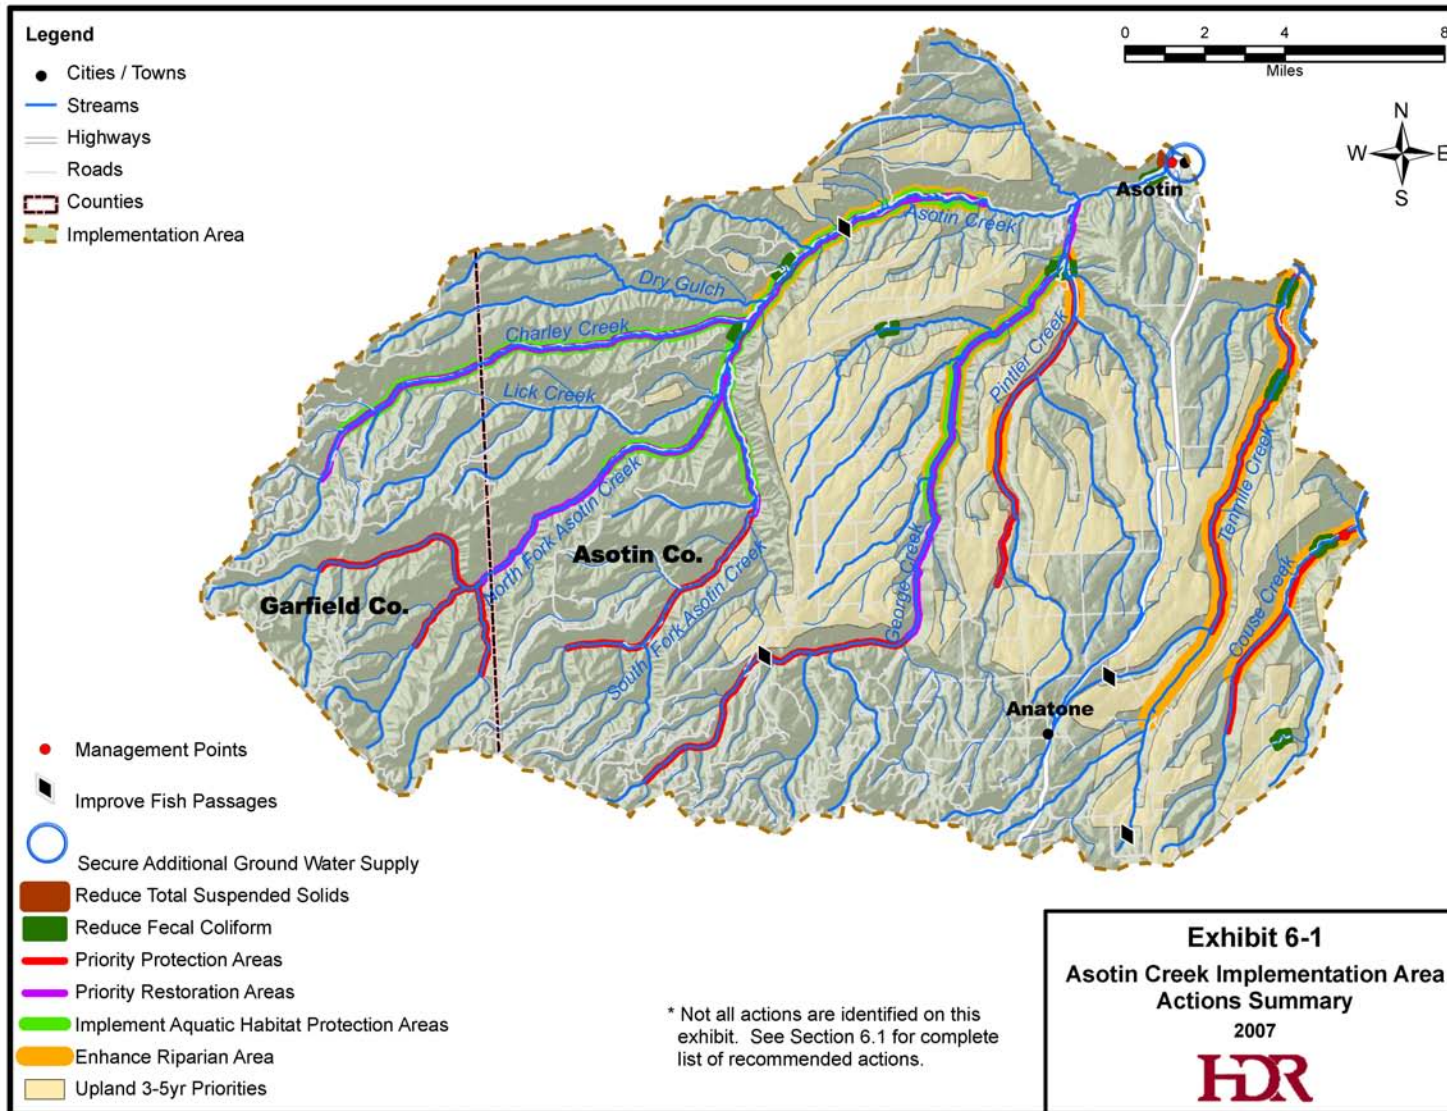 Legend
Cities / Towns
Streams
Highways
Roads
Counties
Implementation Area
0 2 4 8
Miles
N
W E
S
Asotin
Asotin Creek
Dry Gulch
Charley Creek
Lick Creek
Pintler Creek
North Fork Asotin Creek
Asotin Co.
Tenmile Creek
Garfield Co.
South Fork Asotin Creek
George Creek
Couse Creek
Anatone
Management Points
Improve Fish Passages
Secure Additional Ground Water Supply
Reduce Total Suspended Solids
Reduce Fecal Coliform
Priority Protection Areas
Priority Restoration Areas
Implement Aquatic Habitat Protection Areas
Enhance Riparian Area
Upland 3-5yr Priorities
* Not all actions are identified on this
exhibit. See Section 6.1 for complete
list of recommended actions.
Exhibit 6-1
Asotin Creek Implementation Area
Actions Summary
2007
HDR